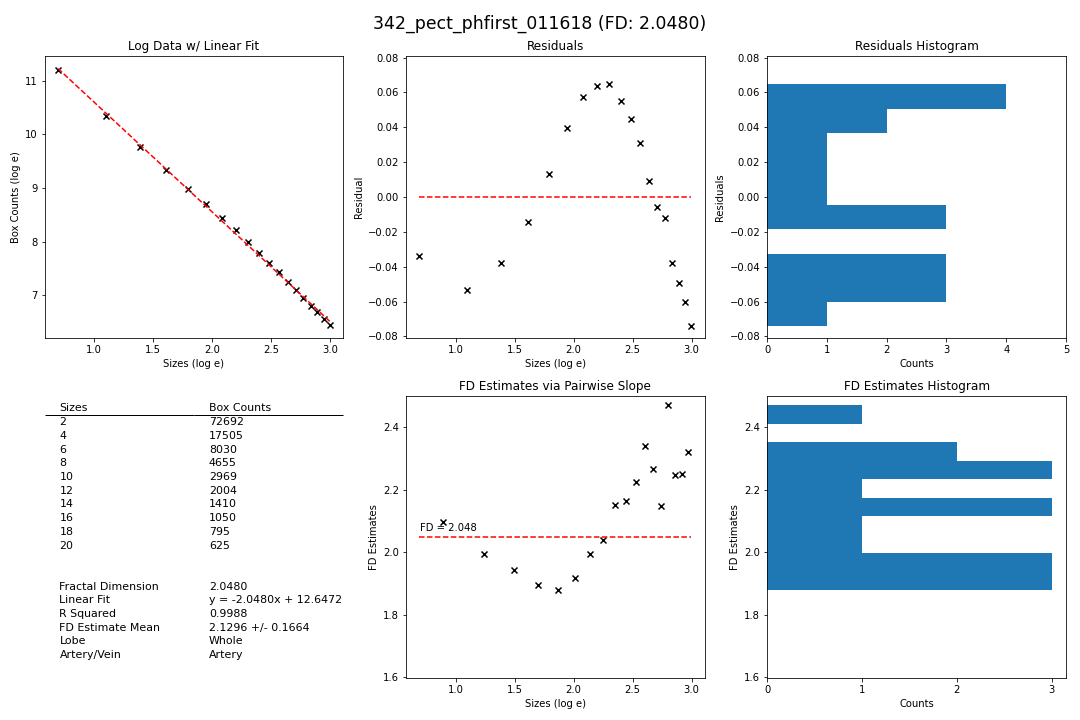 342_pect_phfirst_011618 (FD: 2.0480)
Log Data w/ Linear Fit
Box Counts (log e)
11
10
9
8
7
1.0 1.5 2.0 2.5 3.0
Sizes (log e)
Residuals
Residual
0.08
0.06
0.04
0.02
0.00
−0.02
−0.04
−0.06
−0.08
1.0 1.5 2.0 2.5 3.0
Sizes (log e)
Residuals Histogram
Residuals
0.08
0.06
0.04
0.02
0.00
−0.02
−0.04
−0.06
−0.08
0 1 2 3 4 5
Counts
Sizes Box Counts
2 72692
4 17505
6 8030
8 4655
10 2969
12 2004
14 1410
16 1050
18 795
20 625
Fractal Dimension 2.0480
Linear Fit y = -2.0480x + 12.6472
R Squared 0.9988
FD Estimate Mean 2.1296 +/- 0.1664
Lobe Whole
Artery/Vein Artery
FD Estimates via Pairwise Slope
FD Estimates
2.4
2.2
2.0
1.8
1.6
FD = 2.048
1.0 1.5 2.0 2.5 3.0
Sizes (log e)
FD Estimates Histogram
FD Estimates
2.4
2.2
2.0
1.8
1.6
0 1 2 3
Counts